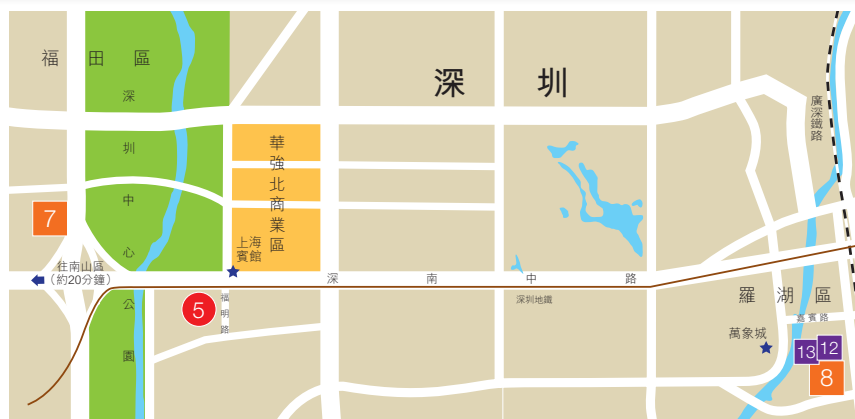 福田區
深圳
廣深鐵路
深圳中心公園
華強北商業區
7
上海
賓館
往南山區
(約20分鐘)
深南中路
5
福明路
深圳地鐵
羅湖區
嘉賓路
萬象城
13
12
8